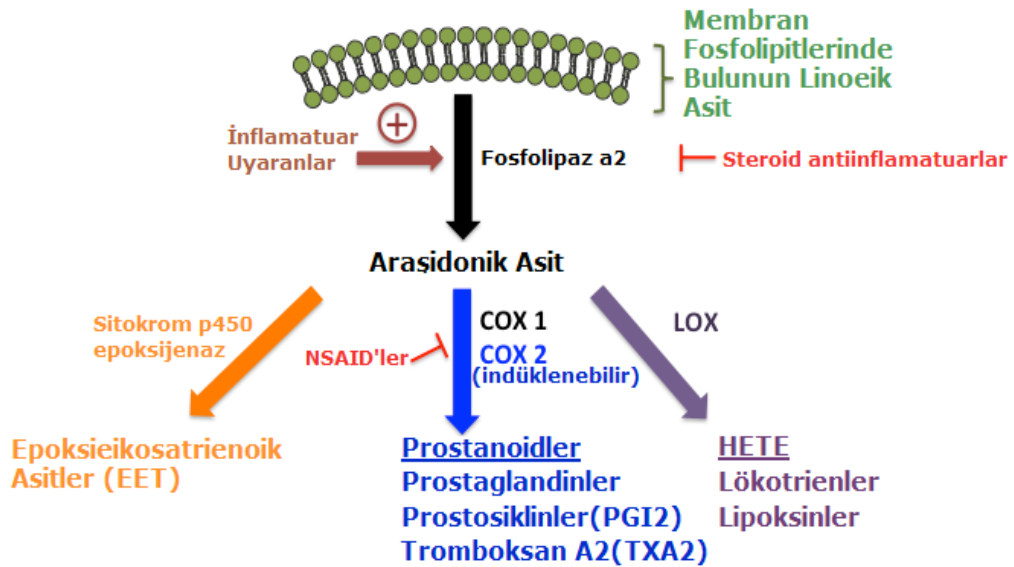 Membran
Fosfolipitlerinde
Bulunun Linoeik
Asit
İnflamatuar
Uyaranlar
+
Fosfolipaz a2
Steroid antiinflamatuarlar
Araşidonik Asit
Sitokrom p450
epoksijenaz
NSAID'ler
COX 1
COX 2
(indüklenebilir)
LOX
Epoksieikosatrienoik
Asitler (EET)
Prostanoidler
Prostaglandinler
Prostosiklinler(PGI2)
Tromboksan A2(TXA2)
HETE
Lökotrienler
Lipoksinler